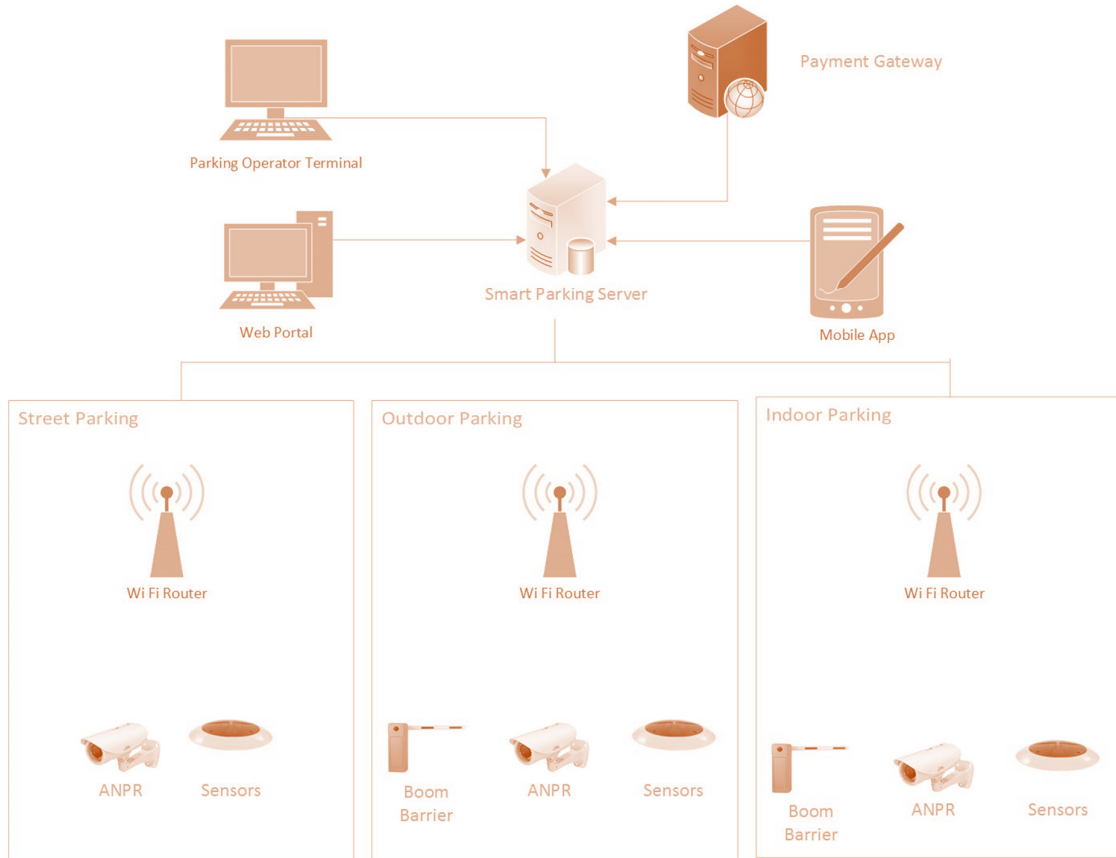 Payment Gateway
Parking Operator Terminal
Smart Parking Server
Web Portal
Mobile App
Street Parking
Outdoor Parking
Indoor Parking
Wi Fi Router
Wi Fi Router
Wi Fi Router
ANPR
Sensors
Boom
Barrier
ANPR
Sensors
Boom
Barrier
ANPR
Sensors